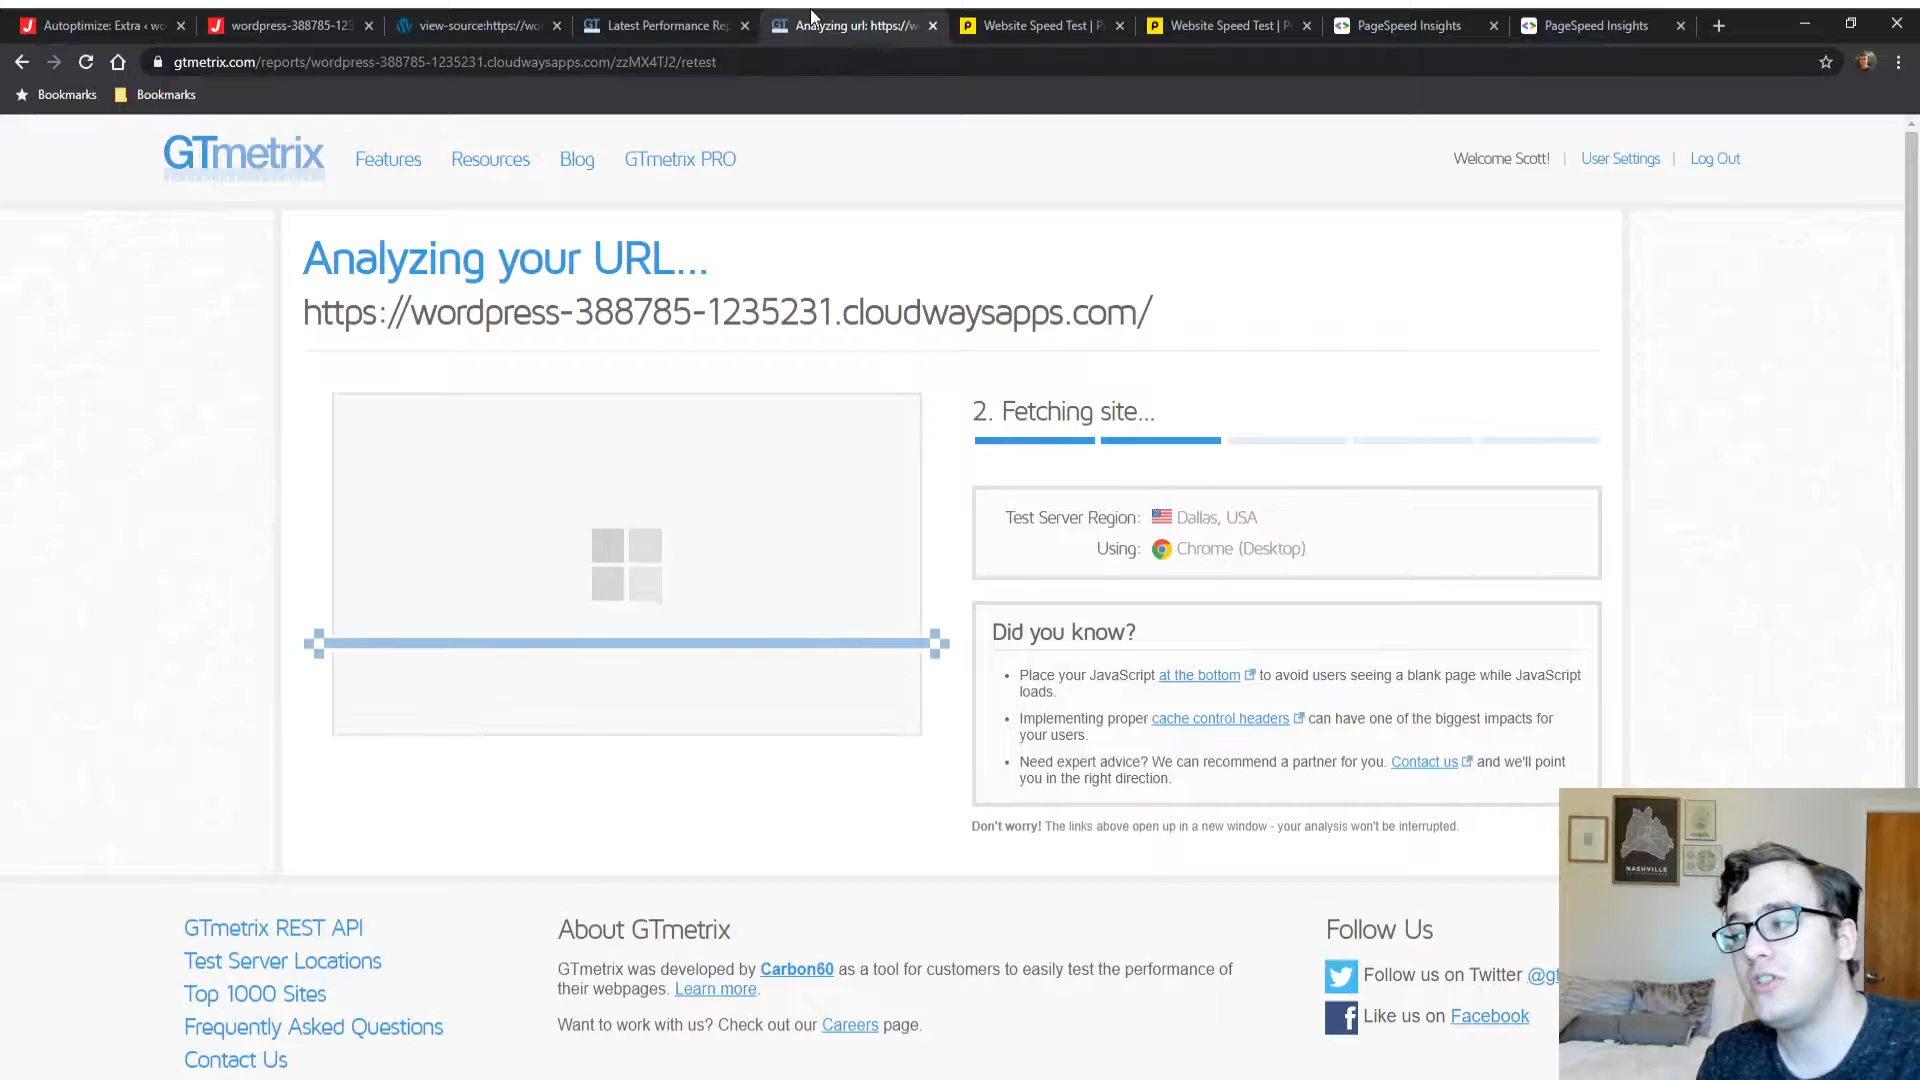 Autoptimize: Extra ‹ wo
wordpress-388785-123
view-source:https://wo
Latest Performance Re
Analyzing url: https://w
Website Speed Test | P
Website Speed Test | P
PageSpeed Insights
PageSpeed Insights
gtmetrix.com/reports/wordpress-388785-1235231.cloudwaysapps.com/zzMX4TJ2/retest
Bookmarks
Bookmarks
GTmetrix
Features
Resources
Blog
GTmetrix PRO
Welcome Scott! | User Settings | Log Out
Analyzing your URL...
https://wordpress-388785-1235231.cloudwaysapps.com/
2. Fetching site...
Test Server Region: Dallas, USA
Using: Chrome (Desktop)
Did you know?
• Place your JavaScript at the bottom to avoid users seeing a blank page while JavaScript
loads.
• Implementing proper cache control headers can have one of the biggest impacts for
your users.
• Need expert advice? We can recommend a partner for you. Contact us and we'll point
you in the right direction.
Don't worry! The links above open up in a new window - your analysis won't be interrupted.
GTmetrix REST API
Test Server Locations
Top 1000 Sites
Frequently Asked Questions
Contact Us
About GTmetrix
GTmetrix was developed by Carbon60 as a tool for customers to easily test the performance of
their webpages. Learn more.
Want to work with us? Check out our Careers page.
Follow Us
Follow us on Twitter @gt
Like us on Facebook
NASHVILLE